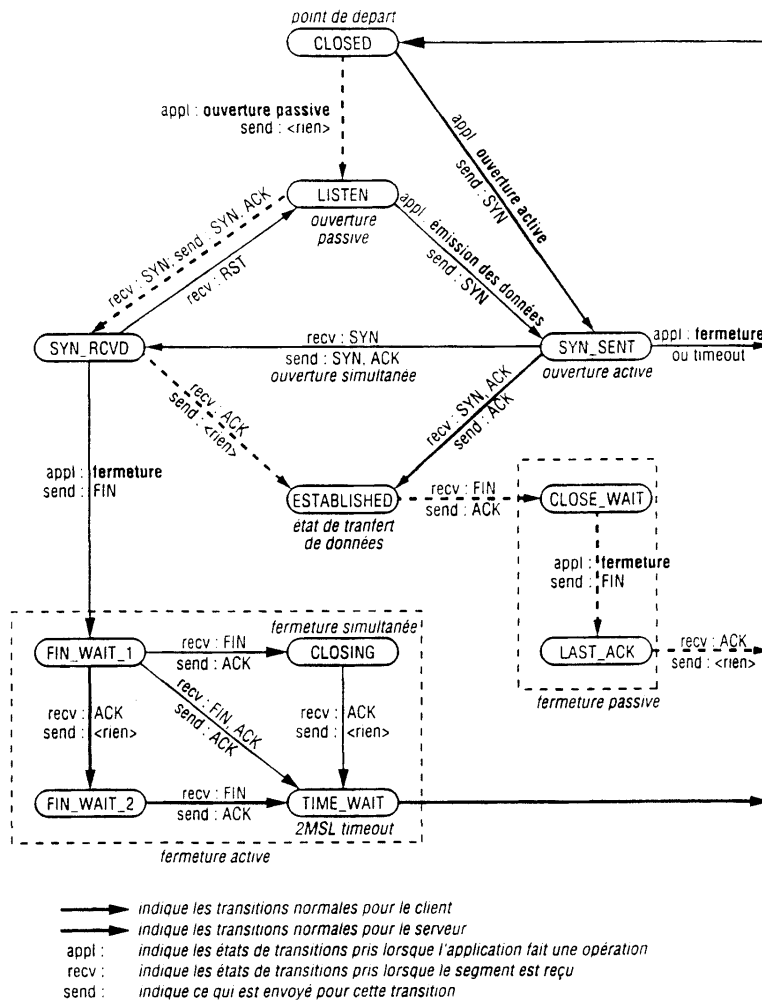 point de depart
CLOSED
appl : ouverture passive
send : <rien>
appl ouverture active
send : SYN
LISTEN
ouverture
passive
recv : SYN; send : SYN, ACK
recv : RST
appl : émission des données
send : SYN
SYN_RCVD
recv : SYN
send : SYN, ACK
ouverture simultanée
SYN_SENT
ouverture active
appl : fermeture
ou timeout
recv : ACK
send : <rien>
recv : SYN, ACK
send : ACK
appl : fermeture
send : FIN
ESTABLISHED
état de tranfert
de données
recv : FIN
send : ACK
CLOSE_WAIT
appl : fermeture
send : FIN
LAST_ACK
recv : ACK
send : <rien>
fermeture passive
fermeture simultanée
FIN_WAIT_1
recv : FIN
send : ACK
CLOSING
recv : FIN, ACK
send : ACK
recv : ACK
send : <rien>
recv : ACK
send : <rien>
FIN_WAIT_2
recv : FIN
send : ACK
TIME_WAIT
2MSL timeout
fermeture active
indique les transitions normales pour le client
indique les transitions normales pour le serveur
appl : indique les états de transitions pris lorsque l'application fait une opération
recv : indique les états de transitions pris lorsque le segment est reçu
send : indique ce qui est envoyé pour cette transition